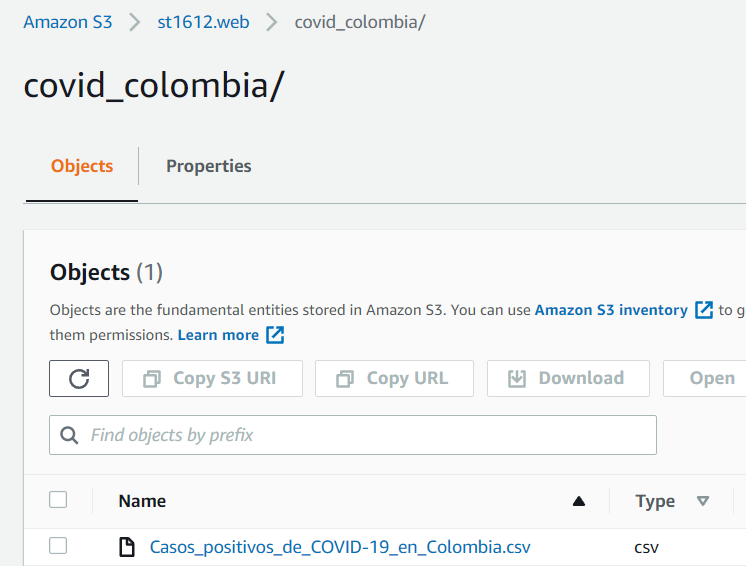 Amazon S3 > st1612.web > covid_colombia/
covid_colombia/
Objects Properties
Objects (1)
Objects are the fundamental entities stored in Amazon S3. You can use Amazon S3 inventory to g
them permissions. Learn more
Copy S3 URI Copy URL Download Open
Find objects by prefix
Name Type
Casos_positivos_de_COVID-19_en_Colombia.csv csv